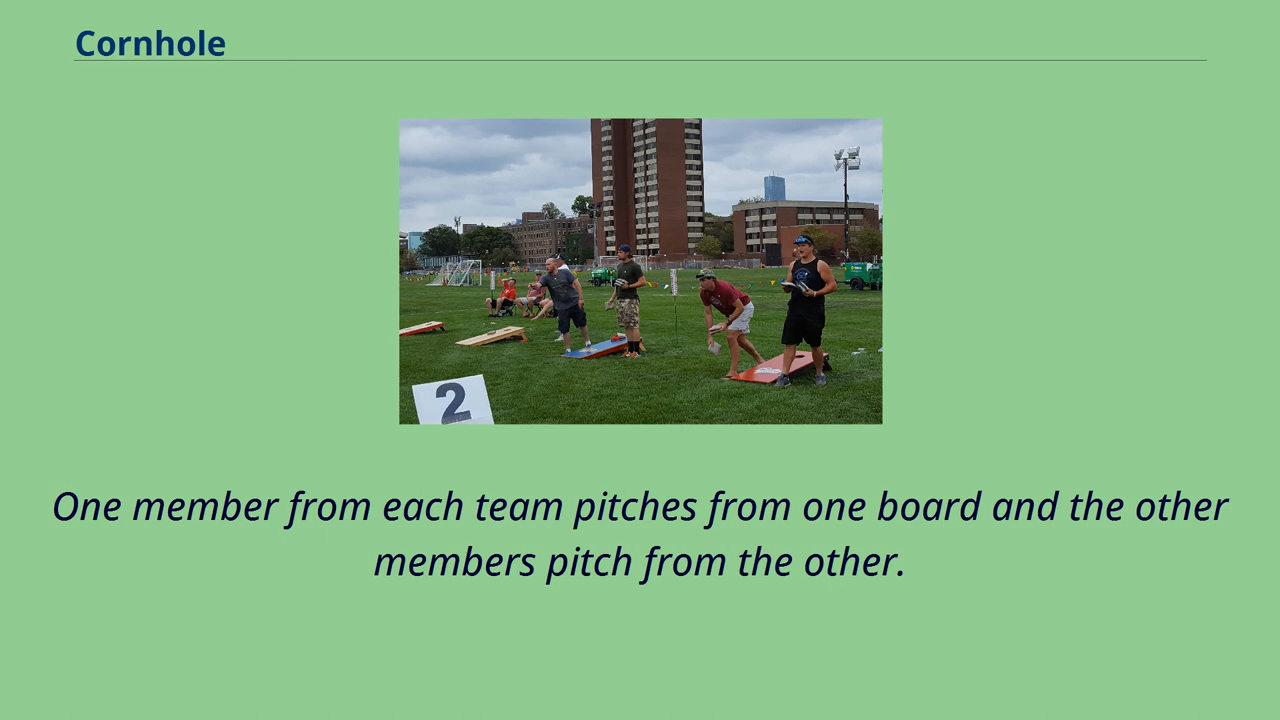 Cornhole
2
One member from each team pitches from one board and the other
members pitch from the other.